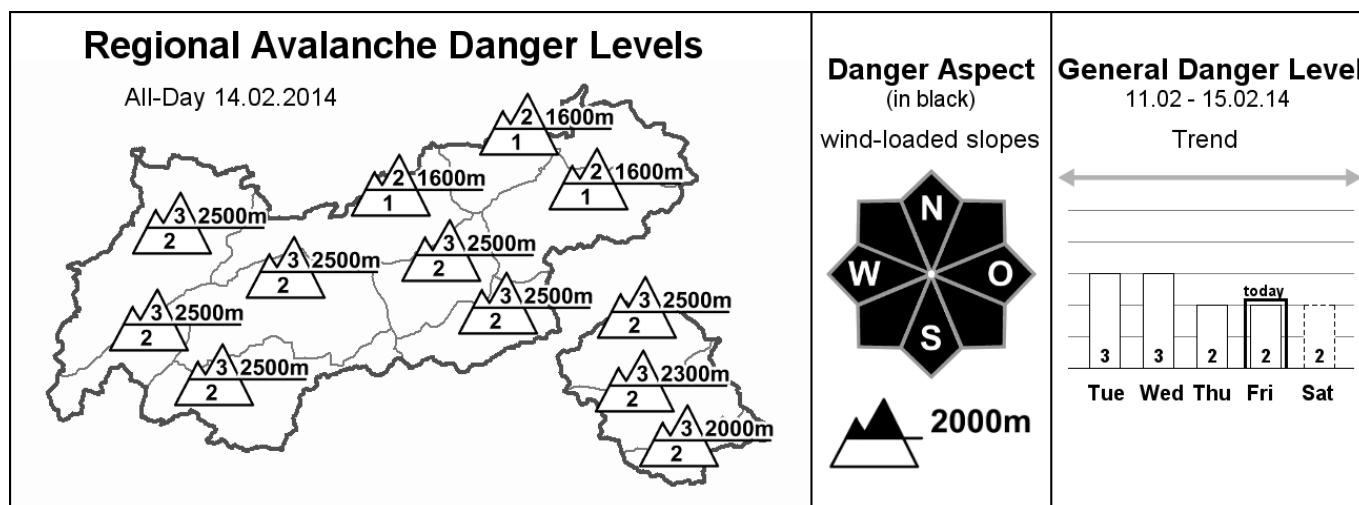 Regional Avalanche Danger Levels
All-Day 14.02.2014
2 1600m
1
2 1600m
1
2 1600m
1
3 2500m
2
3 2500m
2
3 2500m
2
3 2500m
2
3 2500m
2
3 2500m
2
3 2500m
2
3 2300m
2
3 2000m
2
Danger Aspect
(in black)
wind-loaded slopes
N
W O
S
2000m
General Danger Level
11.02 - 15.02.14
Trend
today
3 3 2 2 2
Tue Wed Thu Fri Sat